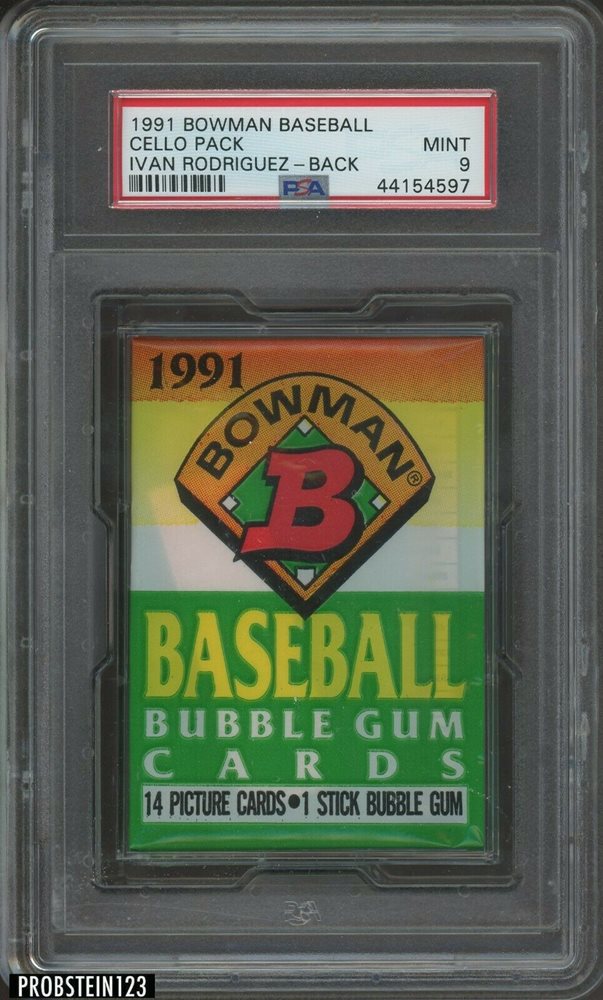 1991 BOWMAN BASEBALL
CELLO PACK MINT
IVAN RODRIGUEZ - BACK 9
PSA 44154597
1991
BOWMAN®
B
BASEBALL
BUBBLE GUM
CARDS
14 PICTURE CARDS • 1 STICK BUBBLE GUM
PSA
PROBSTEIN123